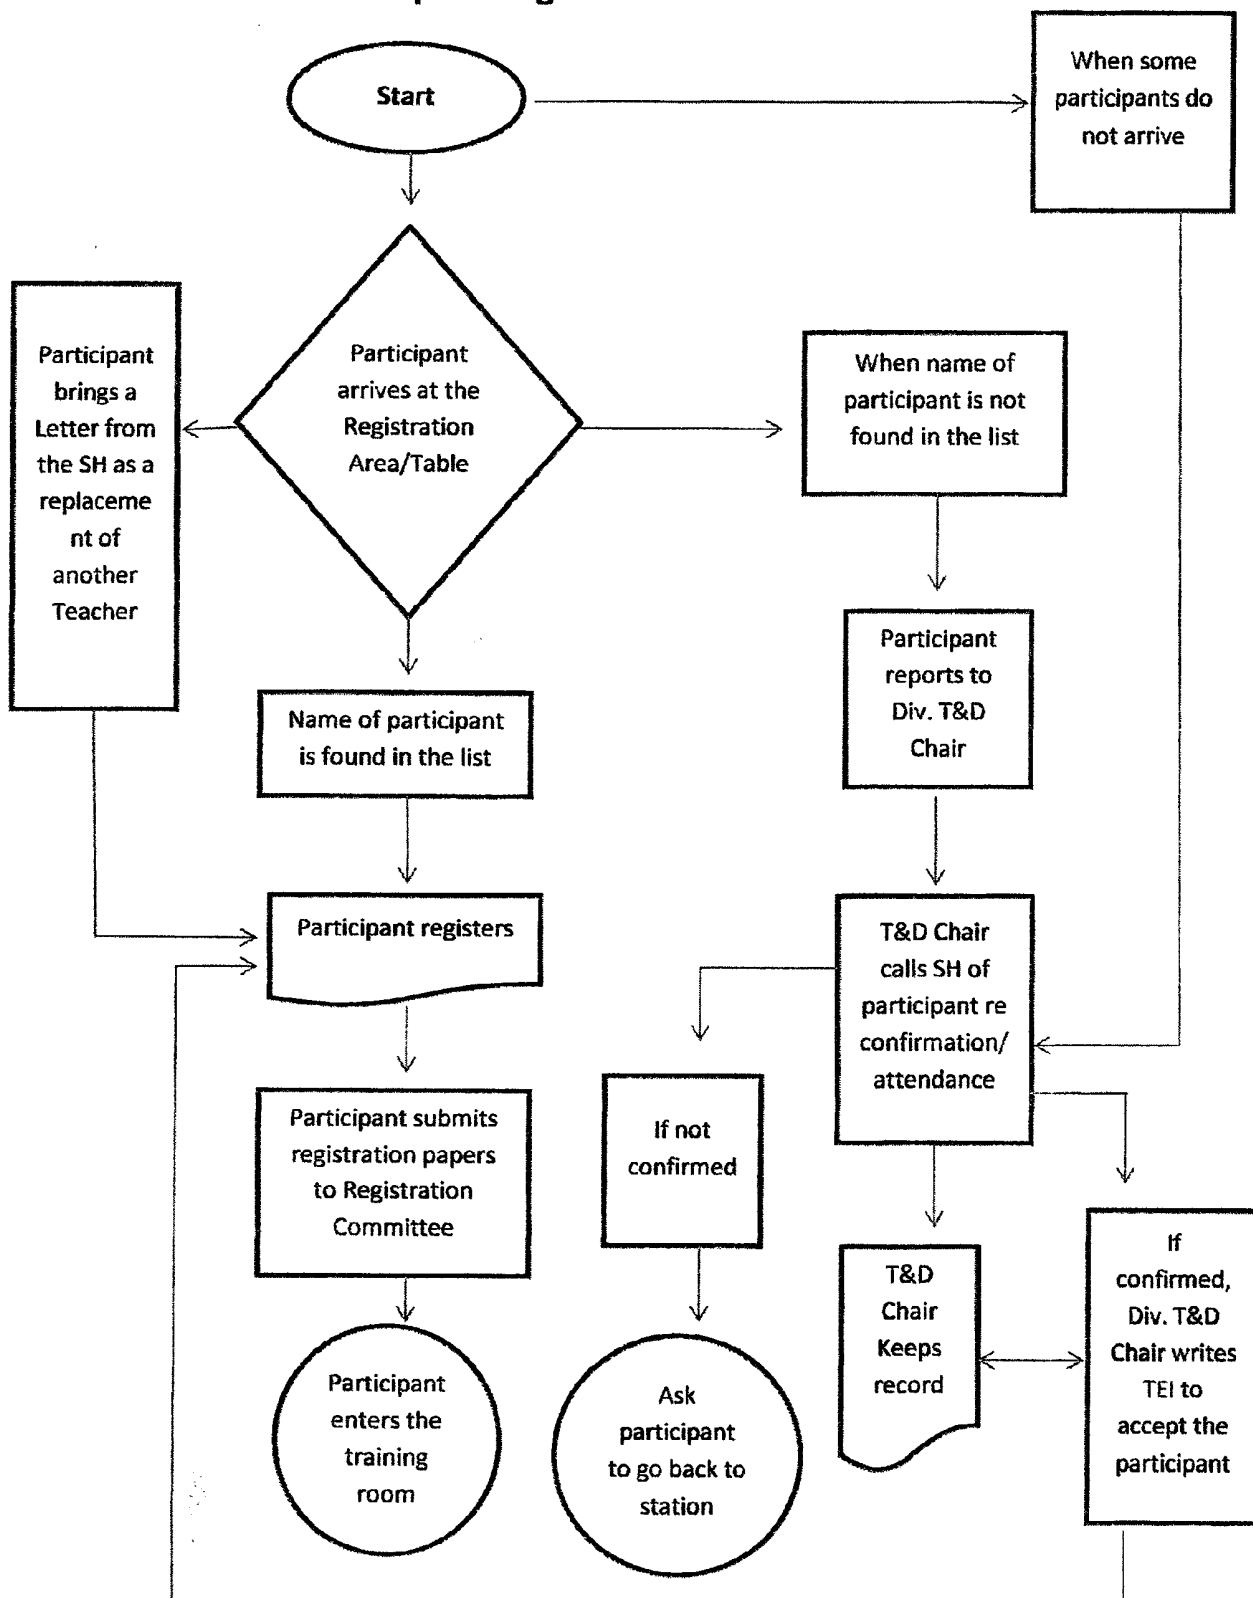 Start
When some
participants do
not arrive
Participant
brings a
Letter from
the SH as a
replaceme
nt of
another
Teacher
Participant
arrives at the
Registration
Area/Table
When name of
participant is not
found in the list
Name of participant
is found in the list
Participant
reports to
Div. T&D
Chair
Participant registers
T&D Chair
calls SH of
participant re
confirmation/
attendance
Participant submits
registration papers
to Registration
Committee
If not
confirmed
T&D
Chair
Keeps
record
If
confirmed,
Div. T&D
Chair writes
TEI to
accept the
participant
Participant
enters the
training
room
Ask
participant
to go back to
station